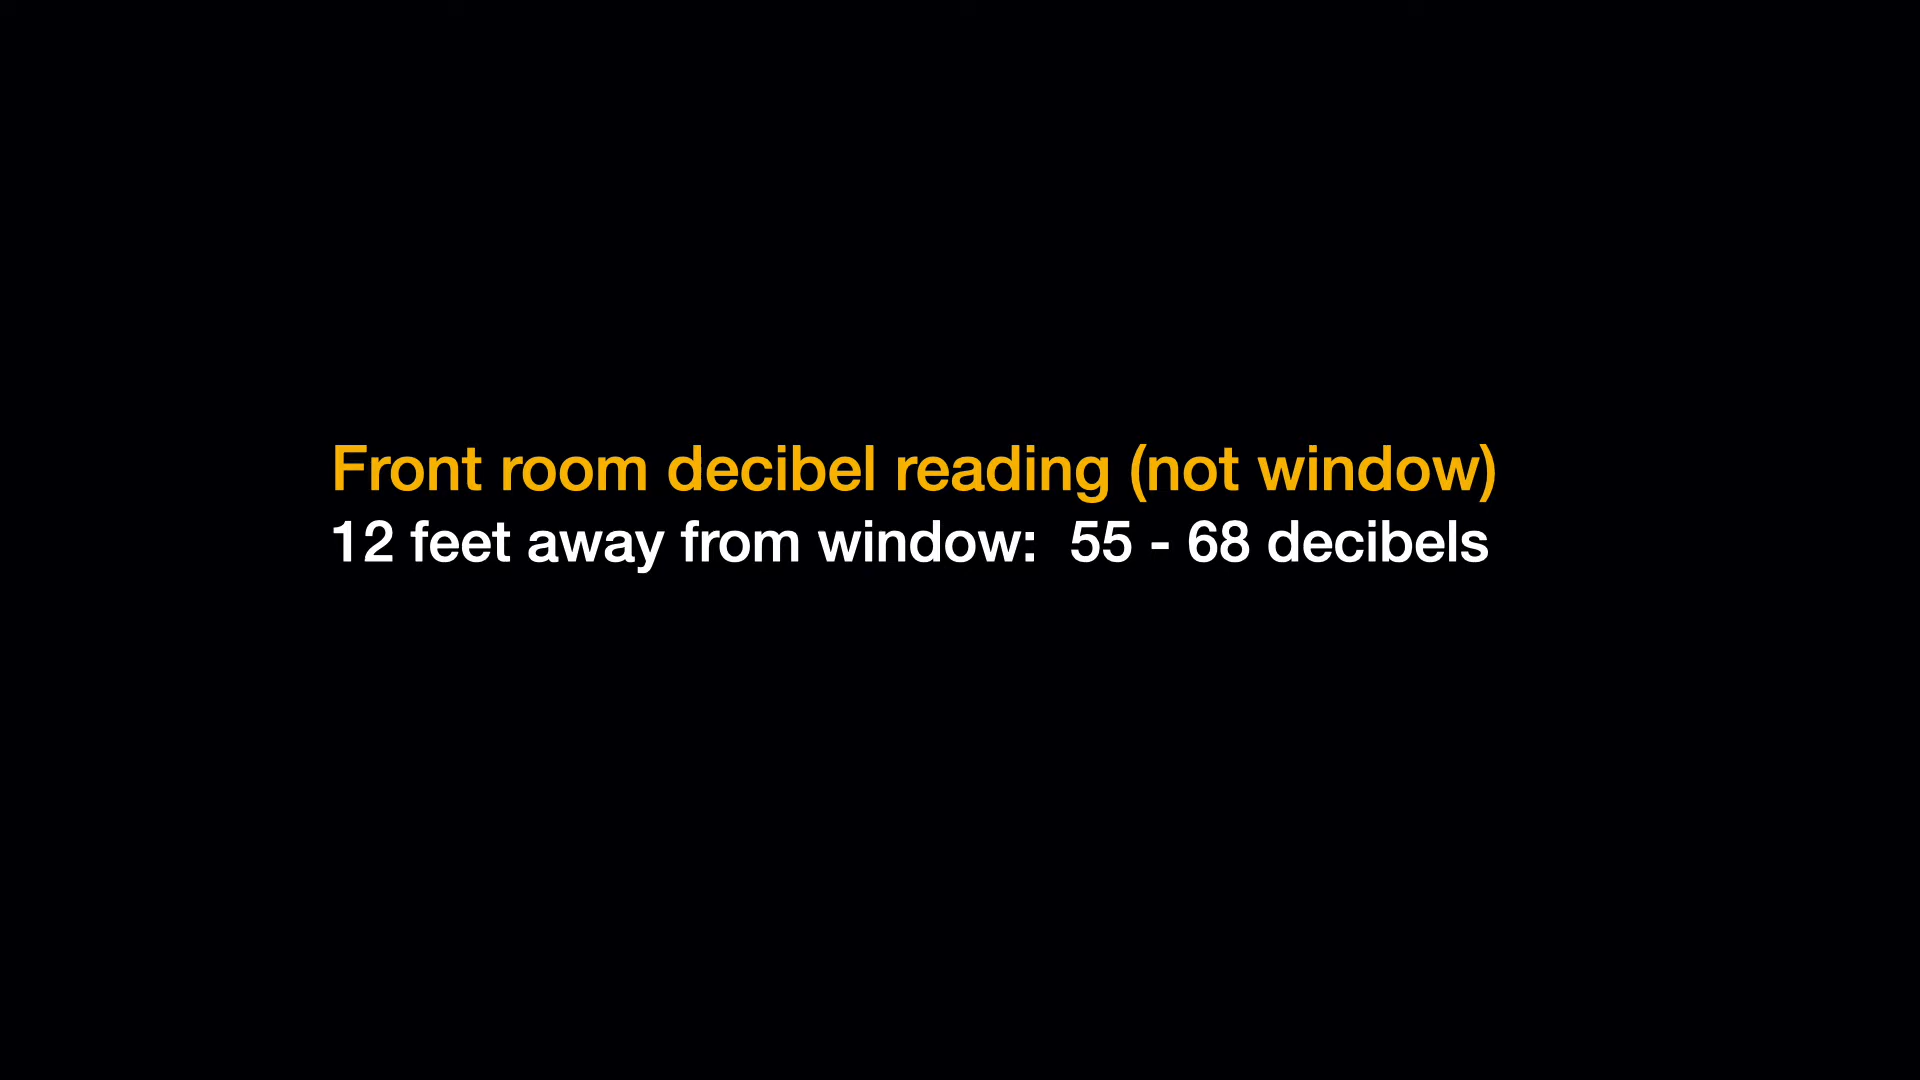 Front room decibel reading (not window)
12 feet away from window:  55 - 68 decibels